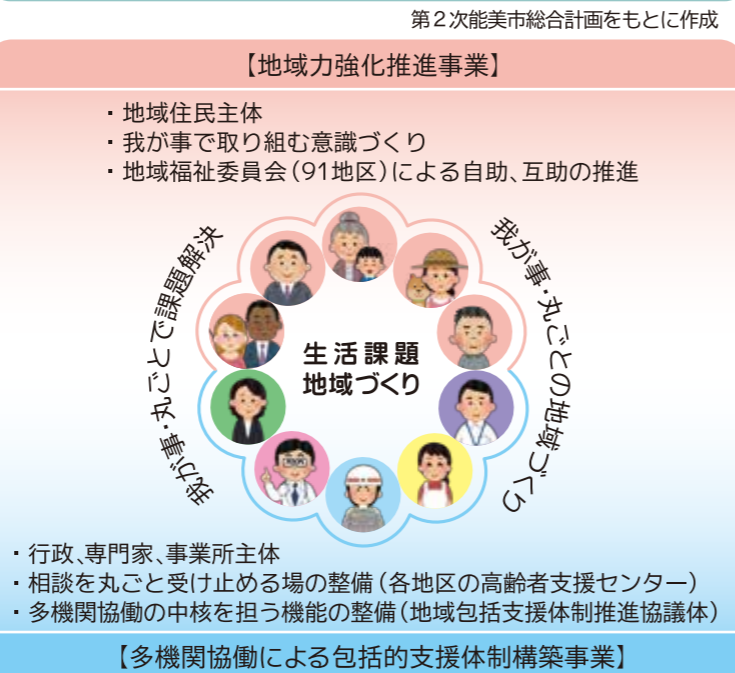 第２次能美市総合計画をもとに作成
【地域力強化推進事業】
・地域住民主体
・我が事で取り組む意識づくり
・地域福祉委員会（91地区）による自助、互助の推進
我が事・丸ごとで課題解決
我が事・丸ごとの地域づくり
生活課題
地域づくり
・行政、専門家、事業所主体
・相談を丸ごと受け止める場の整備（各地区の高齢者支援センター）
・多機関協働の中核を担う機能の整備（地域包括支援体制推進協議体）
【多機関協働による包括的支援体制構築事業】